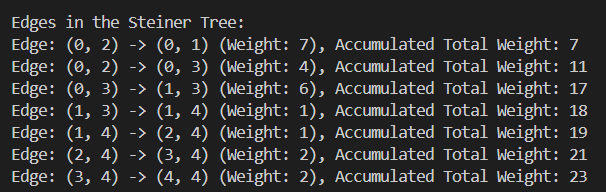 Edges in the Steiner Tree:
Edge: (0, 2) -> (0, 1) (Weight: 7), Accumulated Total Weight: 7
Edge: (0, 2) -> (0, 3) (Weight: 4), Accumulated Total Weight: 11
Edge: (0, 3) -> (1, 3) (Weight: 6), Accumulated Total Weight: 17
Edge: (1, 3) -> (1, 4) (Weight: 1), Accumulated Total Weight: 18
Edge: (1, 4) -> (2, 4) (Weight: 1), Accumulated Total Weight: 19
Edge: (2, 4) -> (3, 4) (Weight: 2), Accumulated Total Weight: 21
Edge: (3, 4) -> (4, 4) (Weight: 2), Accumulated Total Weight: 23